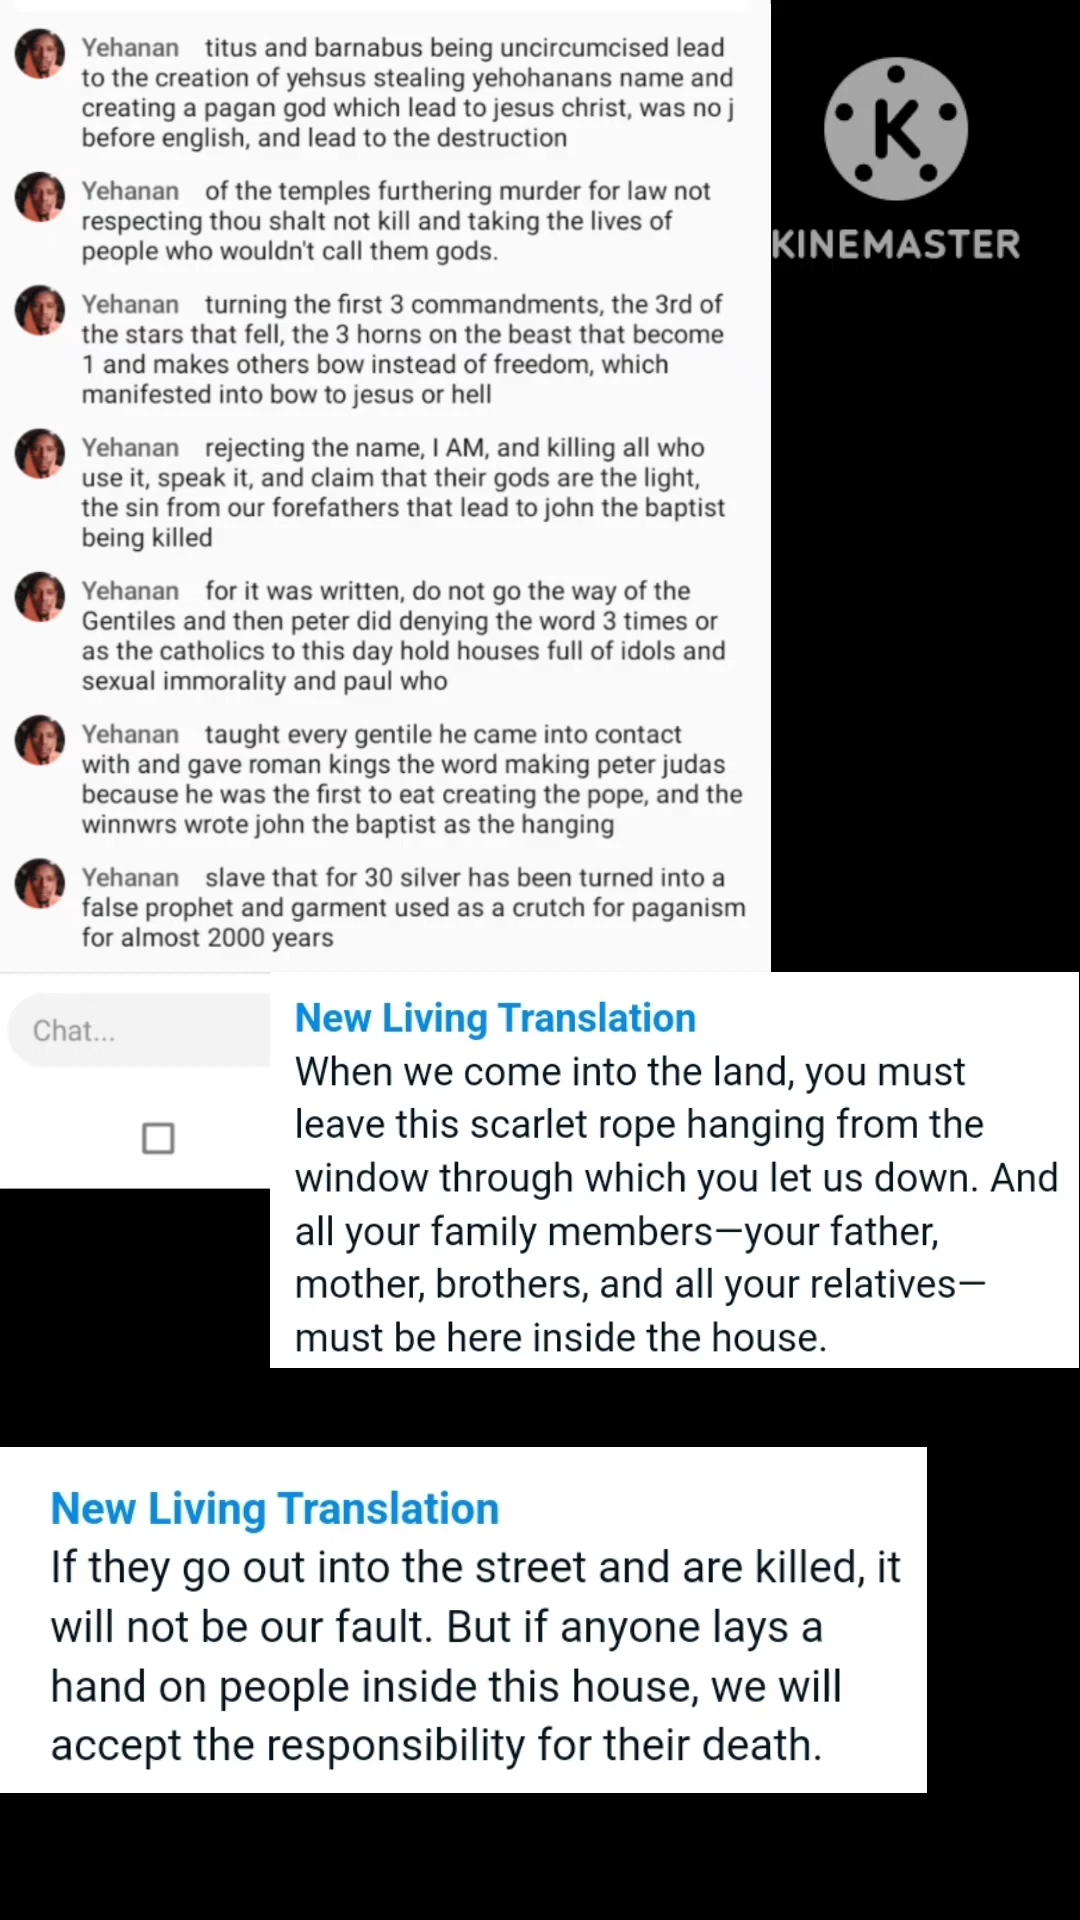 Yehanan titus and barnabus being uncircumcised lead
to the creation of yehsus stealing yehohanans name and
creating a pagan god which lead to jesus christ, was no j
before english, and lead to the destruction
Yehanan of the temples furthering murder for law not
respecting thou shalt not kill and taking the lives of
people who wouldn't call them gods.
Yehanan turning the first 3 commandments, the 3rd of
the stars that fell, the 3 horns on the beast that become
1 and makes others bow instead of freedom, which
manifested into bow to jesus or hell
Yehanan rejecting the name, I AM, and killing all who
use it, speak it, and claim that their gods are the light,
the sin from our forefathers that lead to john the baptist
being killed
Yehanan for it was written, do not go the way of the
Gentiles and then peter did denying the word 3 times or
as the catholics to this day hold houses full of idols and
sexual immorality and paul who
Yehanan taught every gentile he came into contact
with and gave roman kings the word making peter judas
because he was the first to eat creating the pope, and the
winnwrs wrote john the baptist as the hanging
Yehanan slave that for 30 silver has been turned into a
false prophet and garment used as a crutch for paganism
for almost 2000 years
Chat...
K
KINEMASTER
New Living Translation
When we come into the land, you must
leave this scarlet rope hanging from the
window through which you let us down. And
all your family members—your father,
mother, brothers, and all your relatives—
must be here inside the house.
New Living Translation
If they go out into the street and are killed, it
will not be our fault. But if anyone lays a
hand on people inside this house, we will
accept the responsibility for their death.